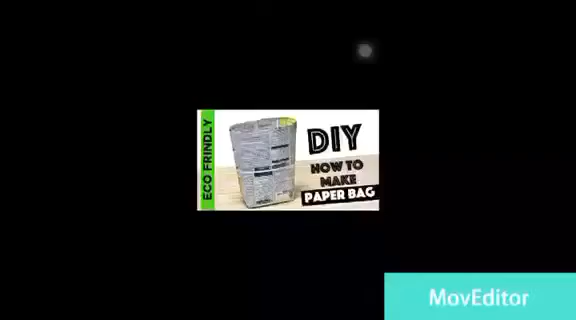 ECO FRINDLY
DIY
HOW TO
MAKE
PAPER BAG
MovEditor